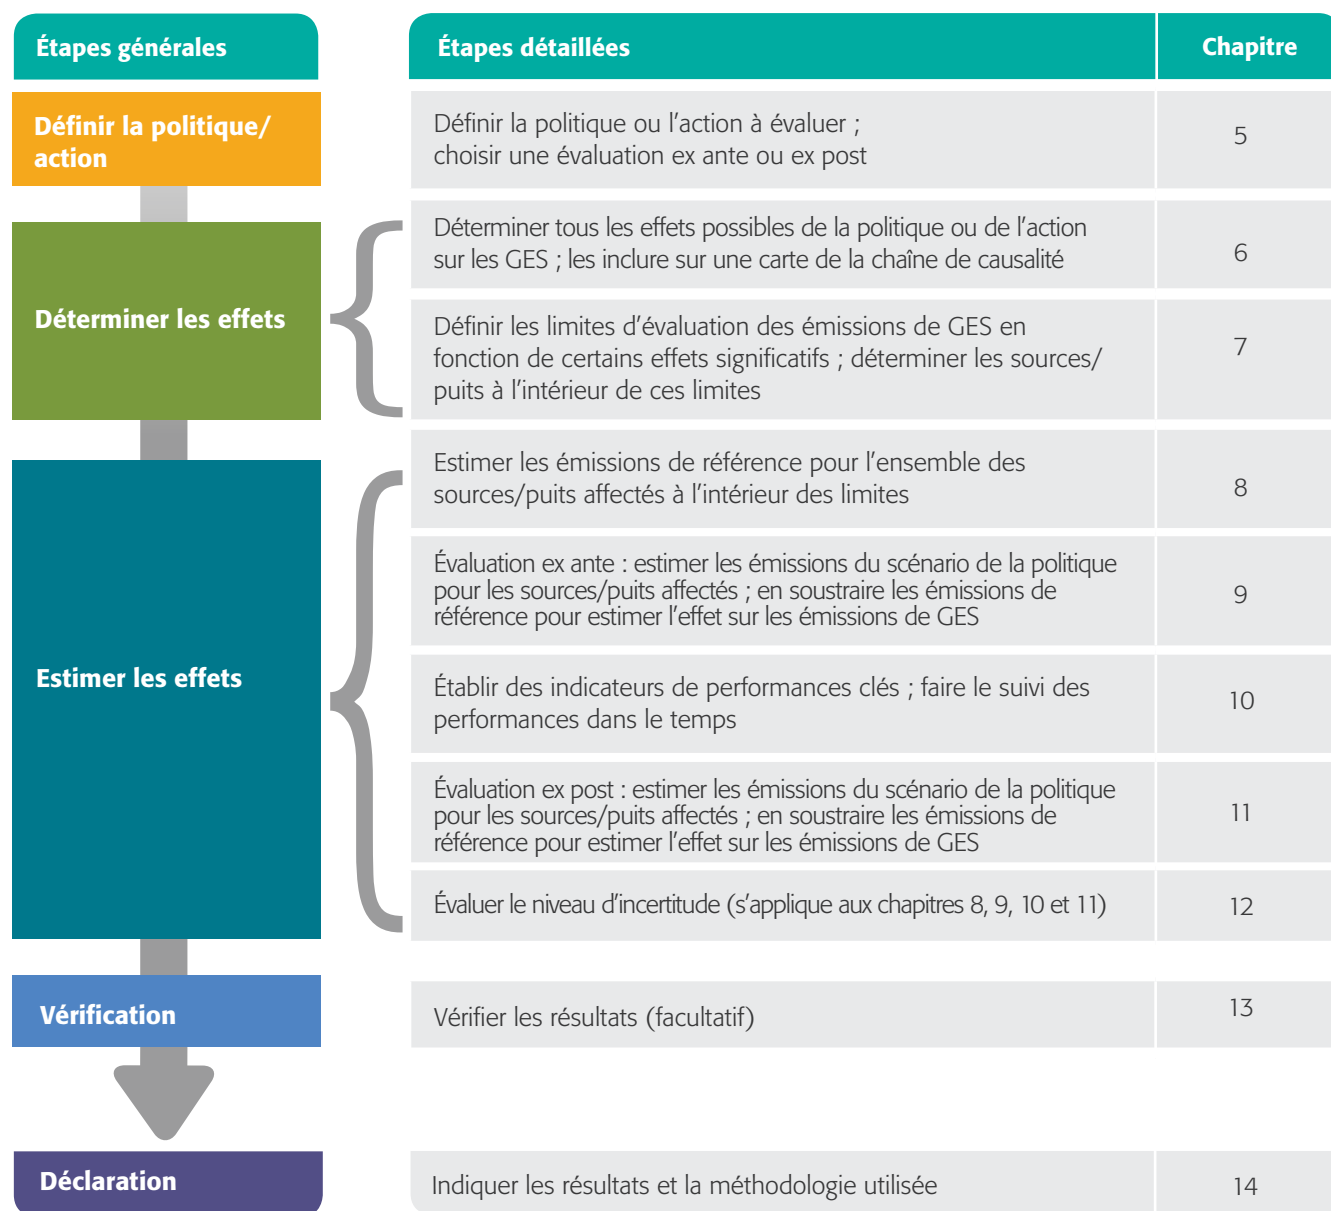 Étapes générales
Étapes détaillées
Chapitre
Définir la politique/
action
Définir la politique ou l’action à évaluer ;
choisir une évaluation ex ante ou ex post
5
Déterminer les effets
Déterminer tous les effets possibles de la politique ou de l’action
sur les GES ; les inclure sur une carte de la chaîne de causalité
6
Définir les limites d’évaluation des émissions de GES en
fonction de certains effets significatifs ; déterminer les sources/
puits à l’intérieur de ces limites
7
Estimer les effets
Estimer les émissions de référence pour l’ensemble des
sources/puits affectés à l’intérieur des limites
8
Évaluation ex ante : estimer les émissions du scénario de la politique
pour les sources/puits affectés ; en soustraire les émissions de
référence pour estimer l’effet sur les émissions de GES
9
Établir des indicateurs de performances clés ; faire le suivi des
performances dans le temps
10
Évaluation ex post : estimer les émissions du scénario de la politique
pour les sources/puits affectés ; en soustraire les émissions de
référence pour estimer l’effet sur les émissions de GES
11
Évaluer le niveau d’incertitude (s’applique aux chapitres 8, 9, 10 et 11)
12
Vérification
Vérifier les résultats (facultatif)
13
Déclaration
Indiquer les résultats et la méthodologie utilisée
14